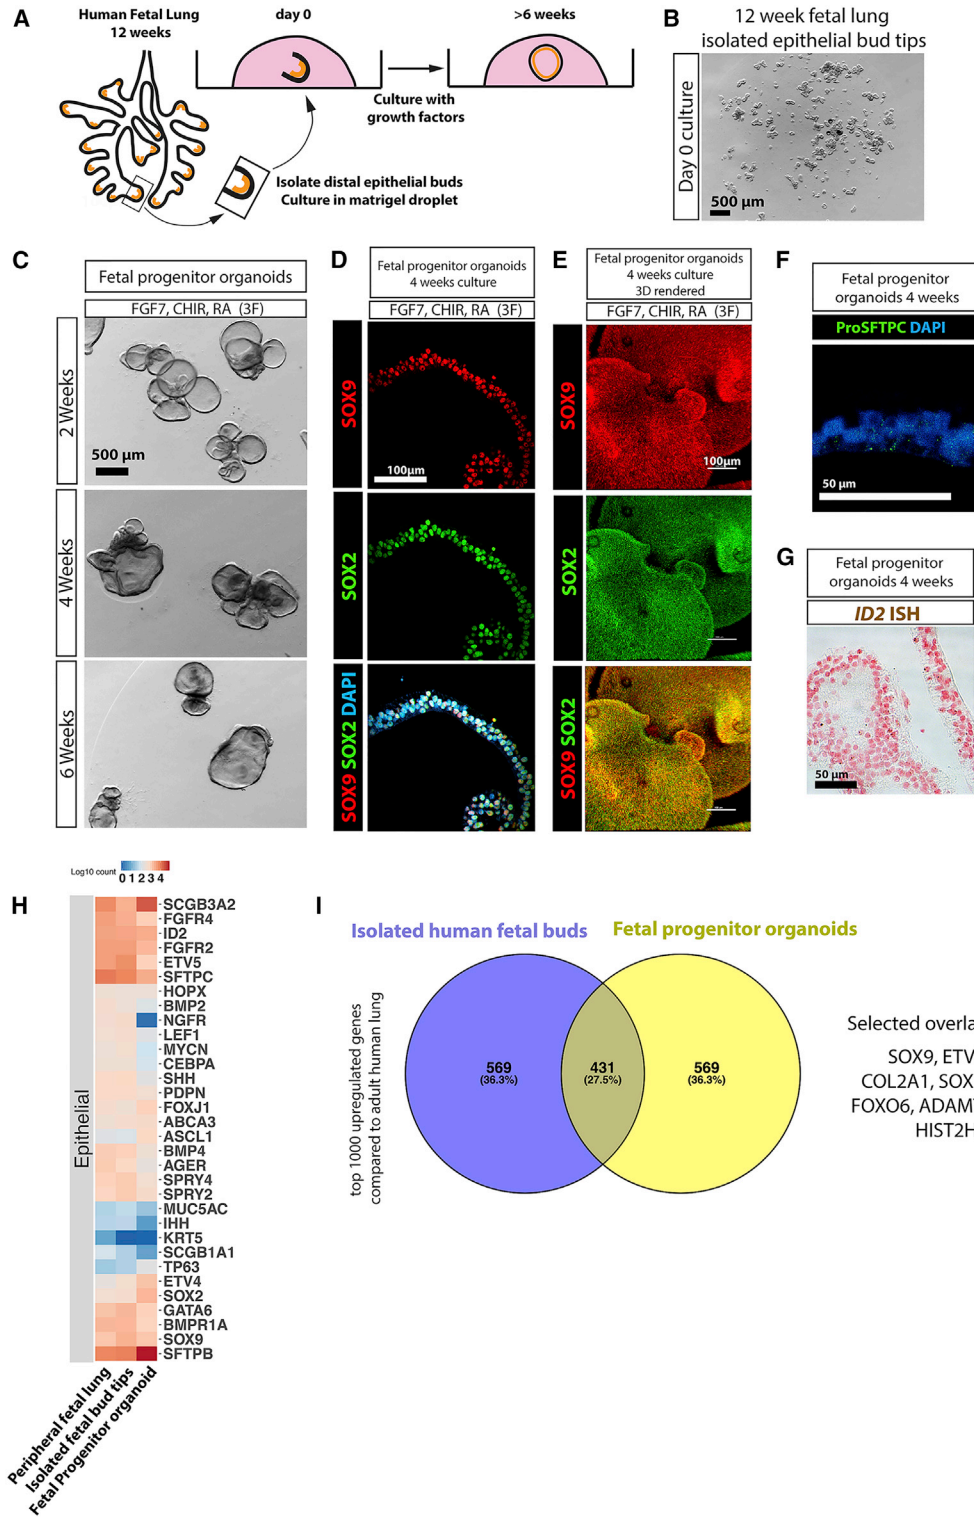 A
Human Fetal Lung
12 weeks
day 0
>6 weeks
Culture with
growth factors
Isolate distal epithelial buds
Culture in matrigel droplet
B
12 week fetal lung
isolated epithelial bud tips
Day 0 culture
500 µm
C
Fetal progenitor organoids
FGF7, CHIR, RA (3F)
2 Weeks
500 µm
4 Weeks
6 Weeks
D
Fetal progenitor organoids
4 weeks culture
FGF7, CHIR, RA (3F)
SOX9
100µm
SOX2
SOX9 SOX2 DAPI
E
Fetal progenitor organoids
4 weeks culture
3D rendered
FGF7, CHIR, RA (3F)
SOX9
100µm
SOX2
SOX9 SOX2
F
Fetal progenitor
organoids 4 weeks
ProSFTPC DAPI
50 µm
G
Fetal progenitor
organoids 4 weeks
ID2 ISH
50 µm
H
Log10 count
0 1 2 3 4
Epithelial
SCGB3A2
FGFR4
ID2
FGFR2
ETV5
SFTPC
HOPX
BMP2
NGFR
LEF1
MYCN
CEBPA
SHH
PDPN
FOXJ1
ABCA3
ASCL1
BMP4
AGER
SPRY4
SPRY2
MUC5AC
IHH
KRT5
SCGB1A1
TP63
ETV4
SOX2
GATA6
BMPR1A
SOX9
SFTPB
Peripheral fetal lung
Isolated fetal bud tips
Fetal Progenitor organoid
I
Isolated human fetal buds
Fetal progenitor organoids
top 1000 upregulated genes
compared to adult human lung
569
(36.3%)
431
(27.5%)
569
(36.3%)
Selected overla
SOX9, ETV
COL2A1, SOX
FOXO6, ADAM
HIST2H